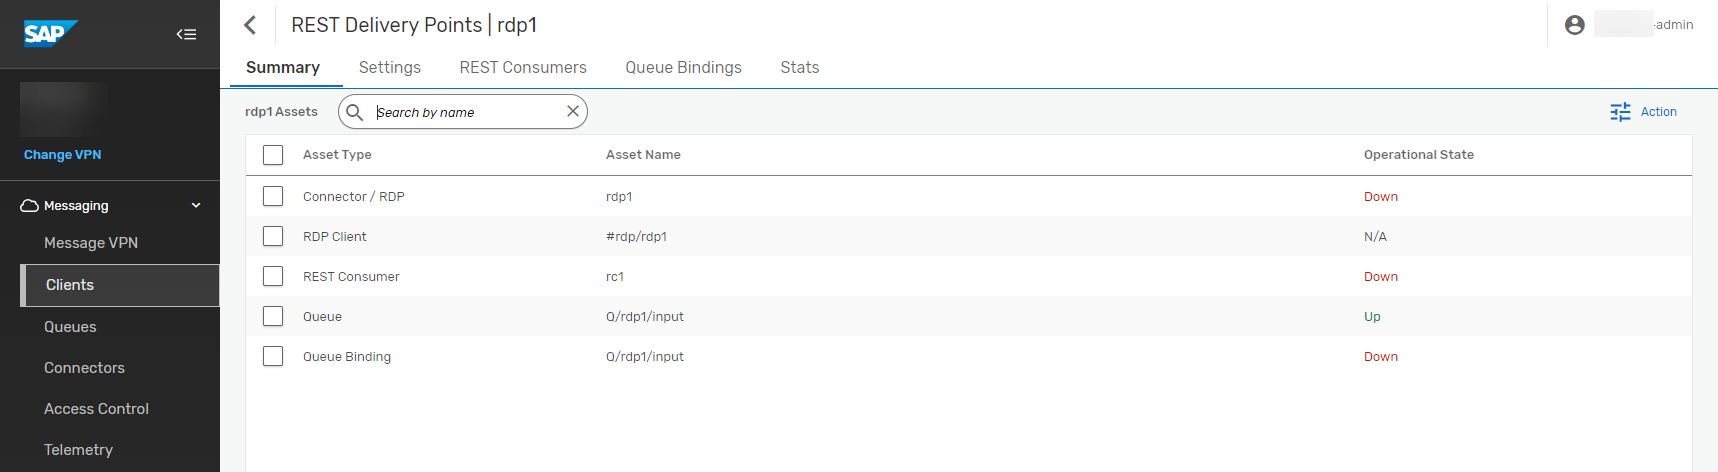 SAP
REST Delivery Points | rdp1
-admin
Summary Settings REST Consumers Queue Bindings Stats
rdp1 Assets Search by name Action
Change VPN
Asset Type Asset Name Operational State
Messaging
Connector / RDP rdp1 Down
Message VPN
RDP Client #rdp/rdp1 N/A
Clients
REST Consumer rc1 Down
Queues
Queue Q/rdp1/input Up
Connectors
Queue Binding Q/rdp1/input Down
Access Control
Telemetry